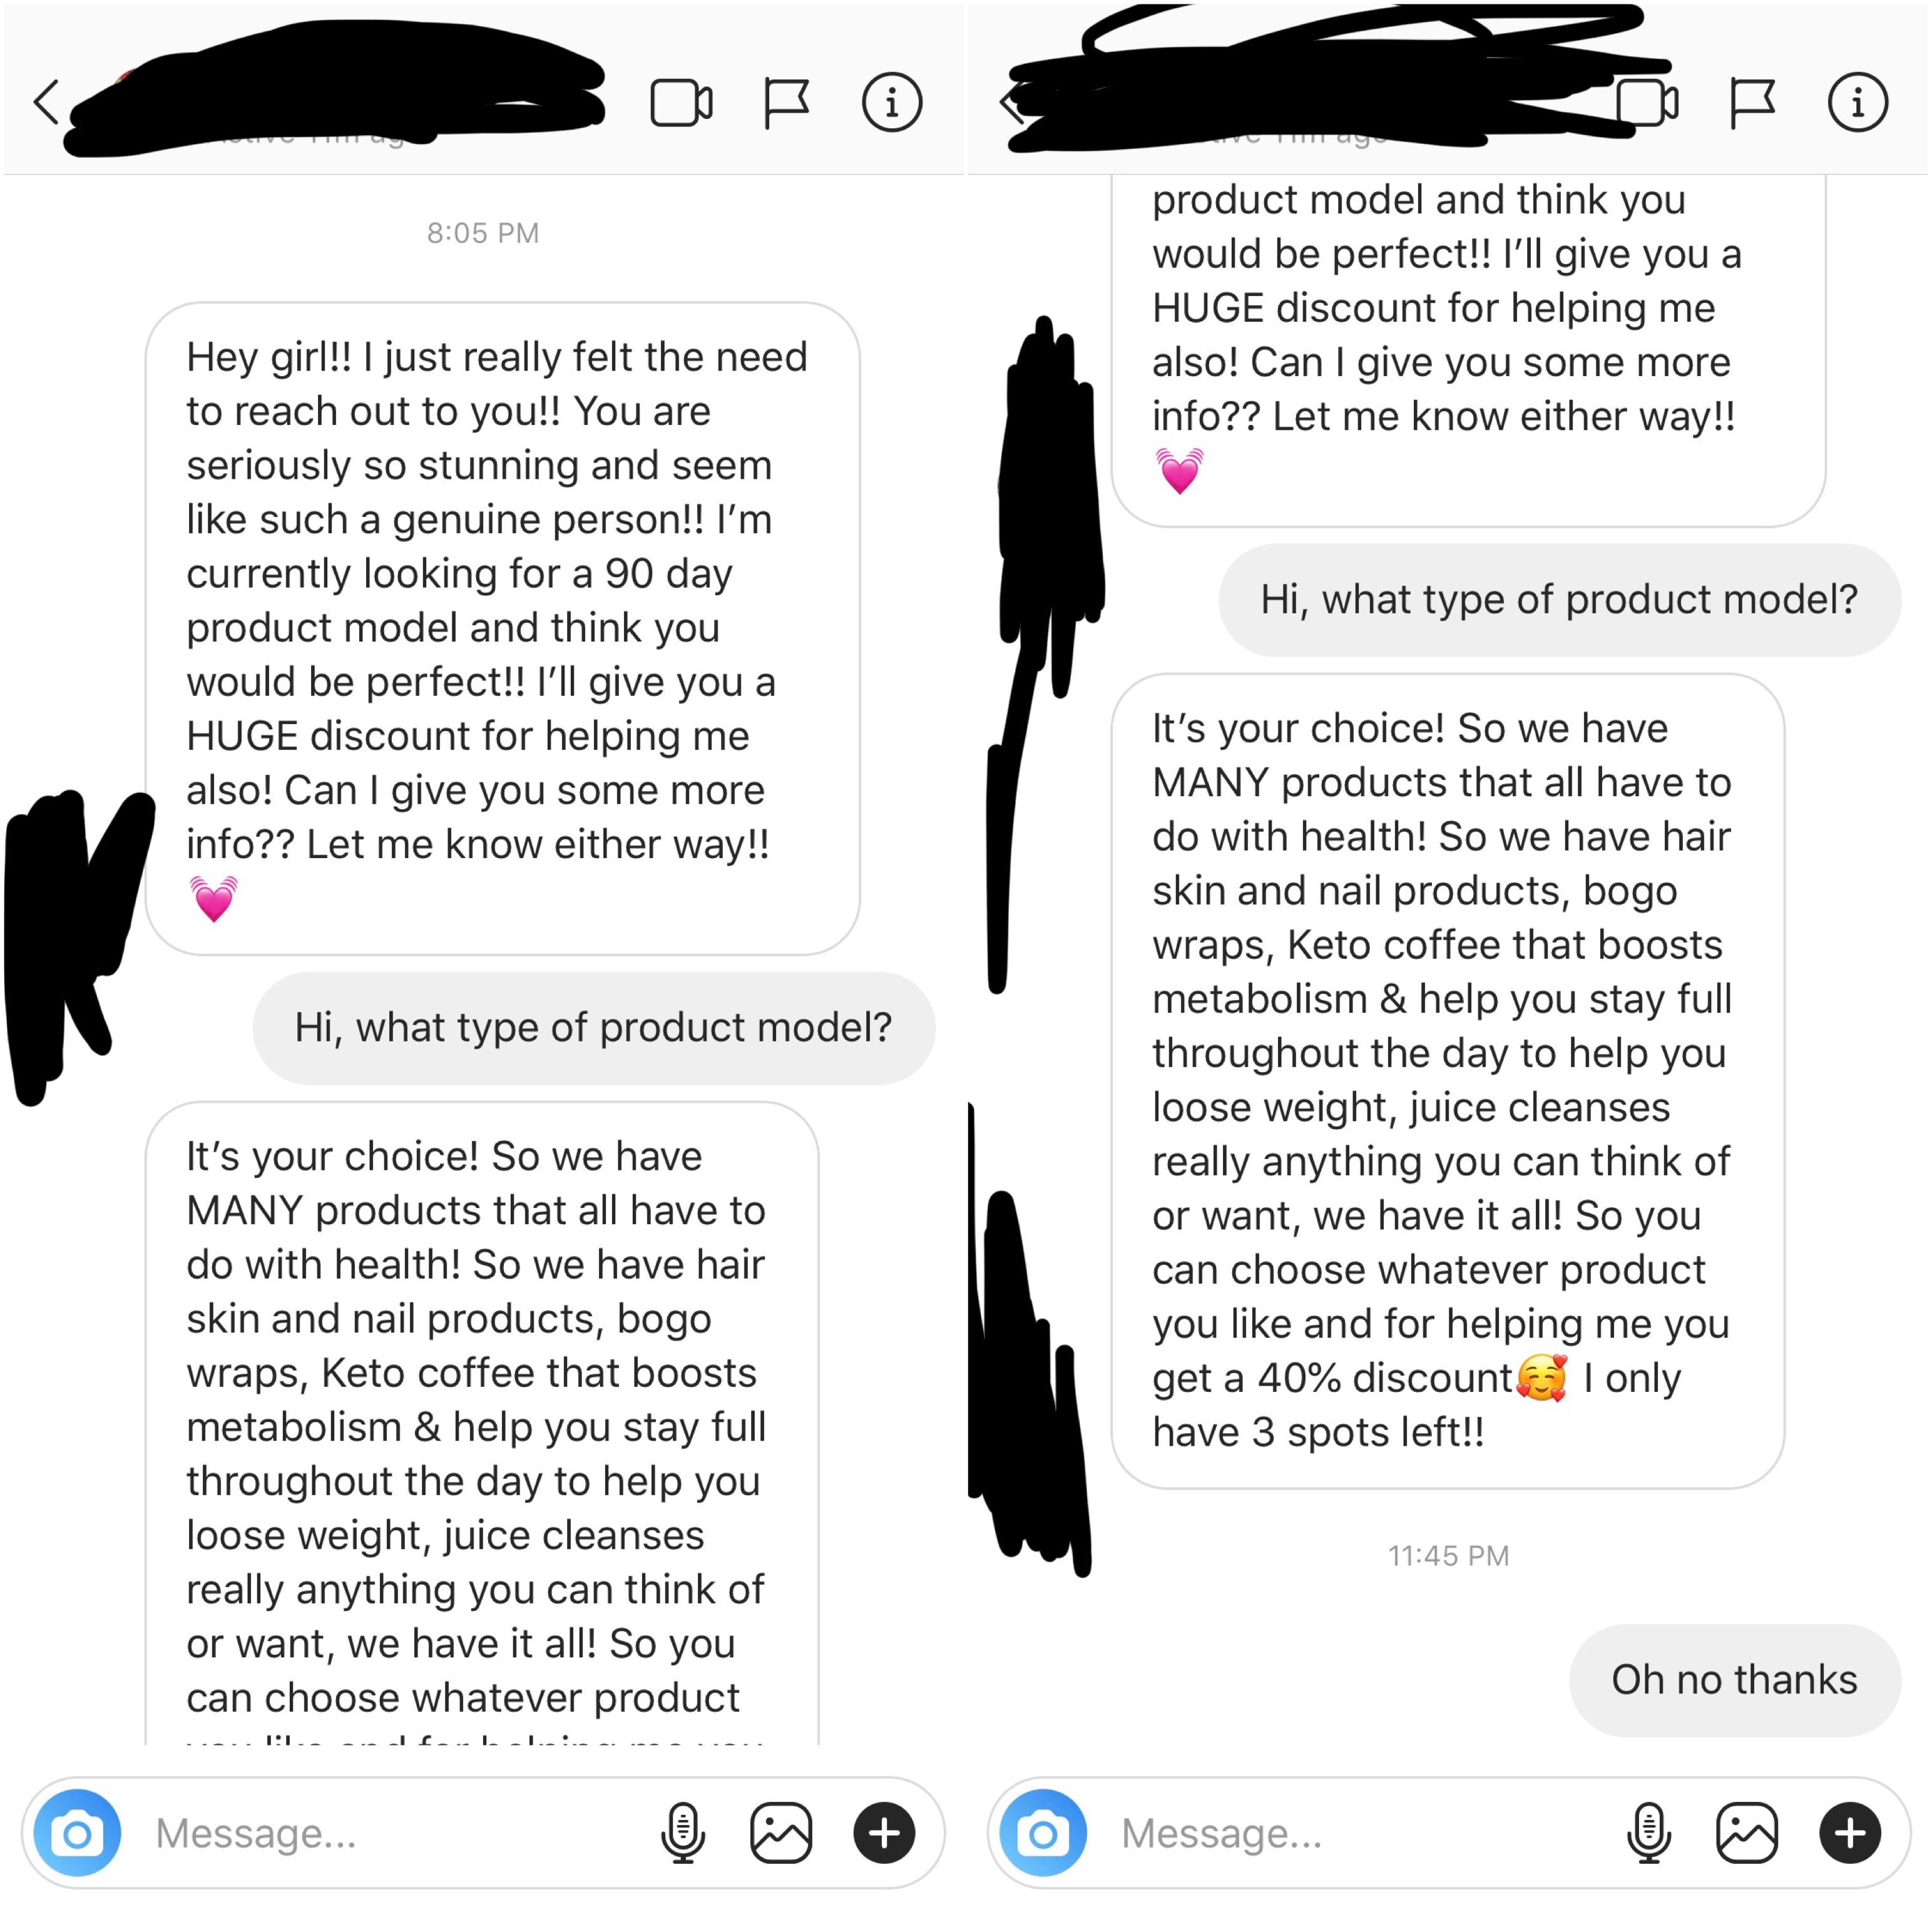 8:05 PM
Hey girl!! I just really felt the need
to reach out to you!! You are
seriously so stunning and seem
like such a genuine person!! I'm
currently looking for a 90 day
product model and think you
would be perfect!! I'll give you a
HUGE discount for helping me
also! Can I give you some more
info?? Let me know either way!!
💓
Hi, what type of product model?
It's your choice! So we have
MANY products that all have to
do with health! So we have hair
skin and nail products, bogo
wraps, Keto coffee that boosts
metabolism & help you stay full
throughout the day to help you
loose weight, juice cleanses
really anything you can think of
or want, we have it all! So you
can choose whatever product
you like and for helping me you
Message...
product model and think you
would be perfect!! I'll give you a
HUGE discount for helping me
also! Can I give you some more
info?? Let me know either way!!
💓
Hi, what type of product model?
It's your choice! So we have
MANY products that all have to
do with health! So we have hair
skin and nail products, bogo
wraps, Keto coffee that boosts
metabolism & help you stay full
throughout the day to help you
loose weight, juice cleanses
really anything you can think of
or want, we have it all! So you
can choose whatever product
you like and for helping me you
get a 40% discount🥰 I only
have 3 spots left!!
11:45 PM
Oh no thanks
Message...